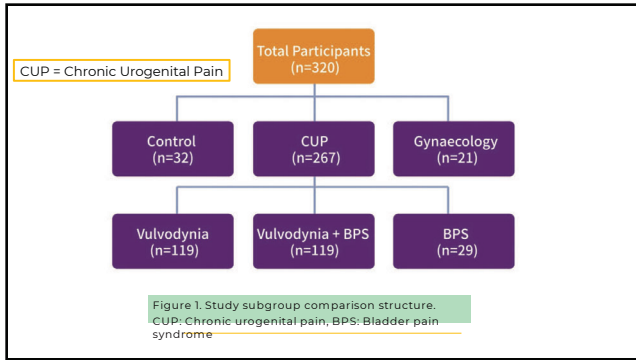 Total Participants
(n=320)
CUP = Chronic Urogenital Pain
Control
(n=32)
CUP
(n=267)
Gynaecology
(n=21)
Vulvodynia
(n=119)
Vulvodynia + BPS
(n=119)
BPS
(n=29)
Figure 1. Study subgroup comparison structure.
CUP: Chronic urogenital pain, BPS: Bladder pain
syndrome